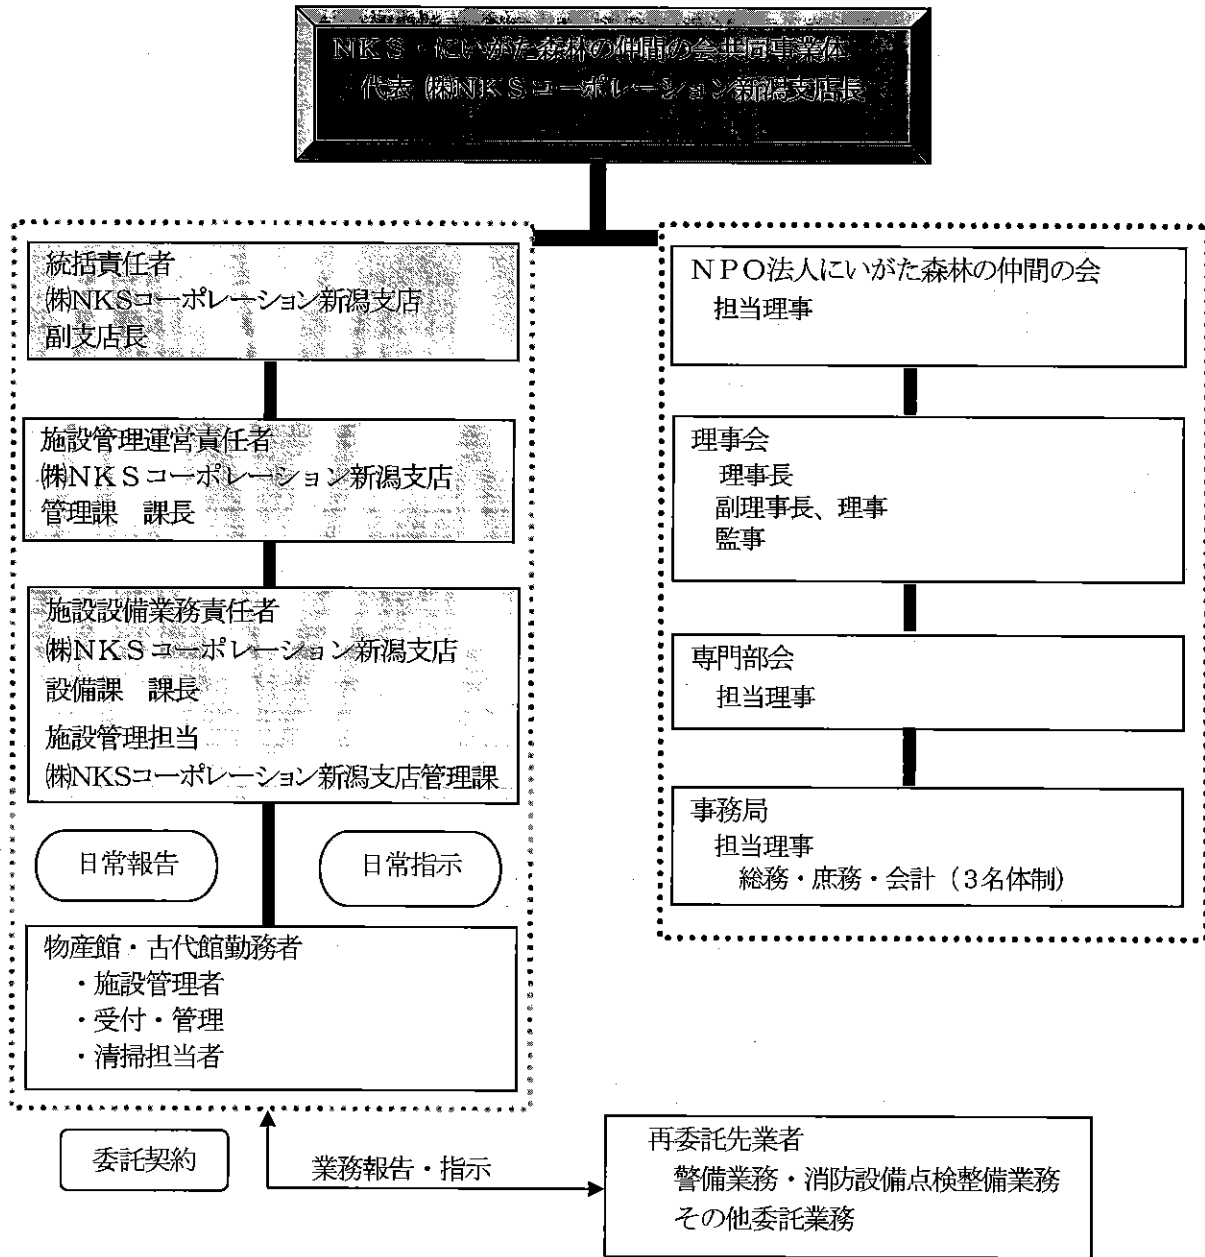 NKS・にいがた森林の仲間の会共同事業体
代表 ㈱NKSコーポレーション新潟支店長
統括責任者
㈱NKSコーポレーション新潟支店
副支店長
施設管理運営責任者
㈱NKSコーポレーション新潟支店
管理課　課長
施設設備業務責任者
㈱NKSコーポレーション新潟支店
設備課　課長
施設管理担当
㈱NKSコーポレーション新潟支店管理課
日常報告
日常指示
物産館・古代館勤務者
・施設管理者
・受付・管理
・清掃担当者
NPO法人にいがた森林の仲間の会
担当理事
理事会
理事長
副理事長、理事
監事
専門部会
担当理事
事務局
担当理事
総務・庶務・会計（3名体制）
委託契約
業務報告・指示
再委託先業者
警備業務・消防設備点検整備業務
その他委託業務